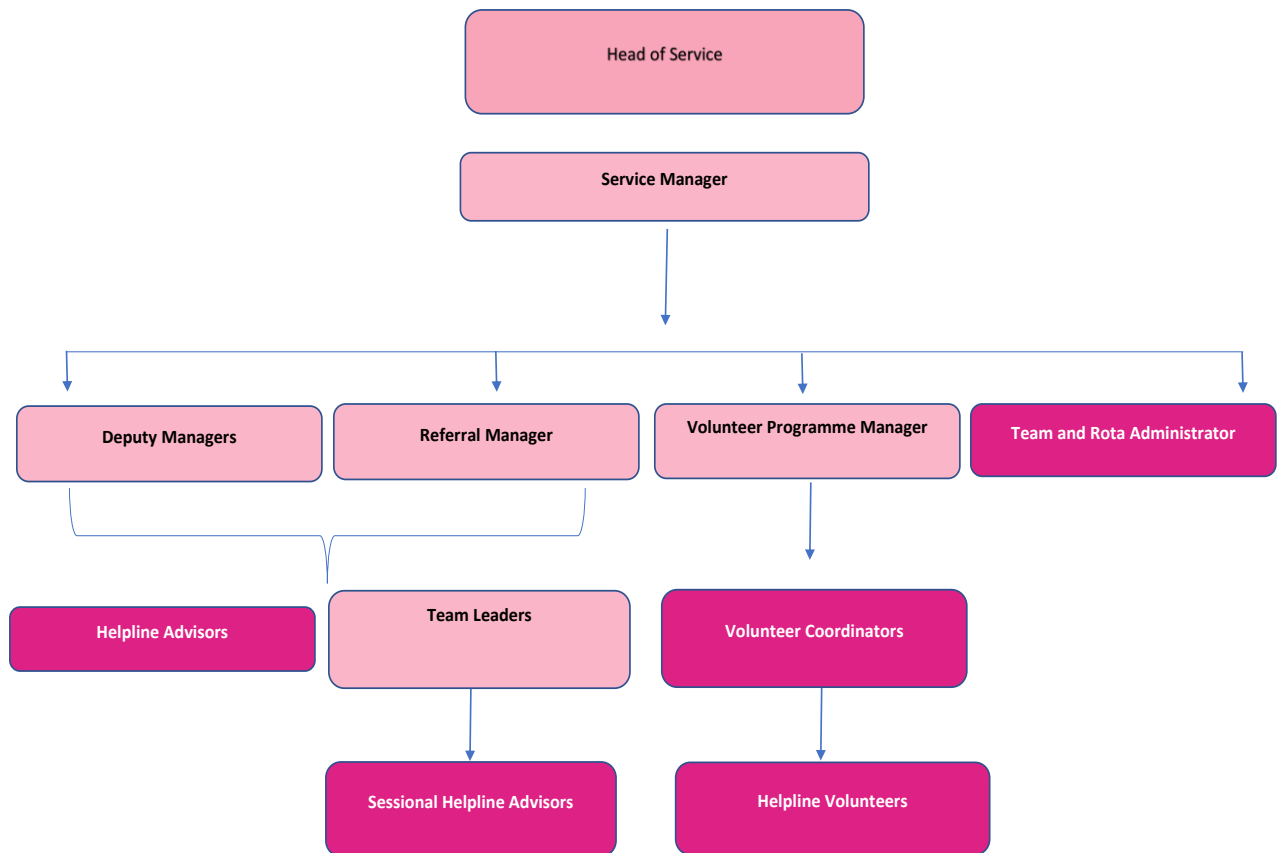 Head of Service
Service Manager
Deputy Managers
Referral Manager
Volunteer Programme Manager
Team and Rota Administrator
Helpline Advisors
Team Leaders
Volunteer Coordinators
Sessional Helpline Advisors
Helpline Volunteers